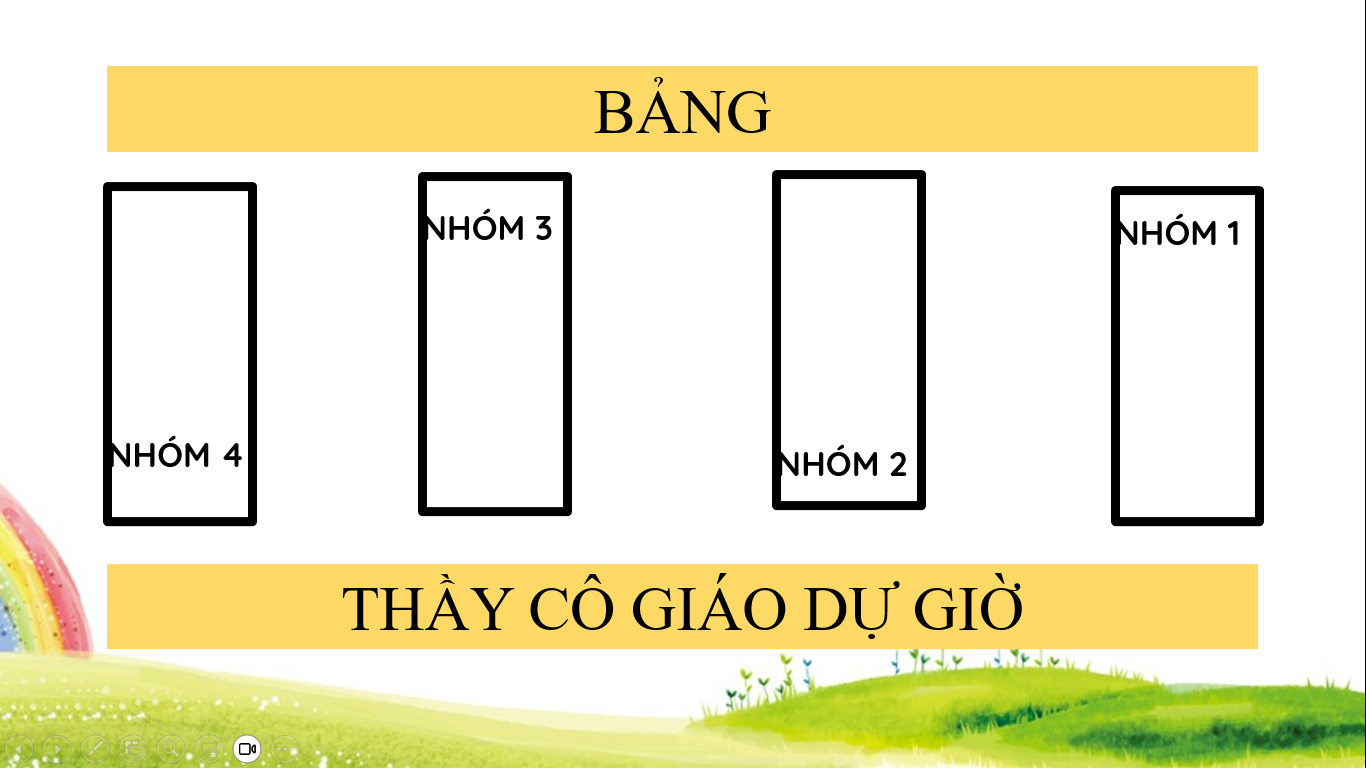 BẢNG
NHÓM 3
NHÓM 1
NHÓM 4
NHÓM 2
THẦY CÔ GIÁO DỰ GIỜ